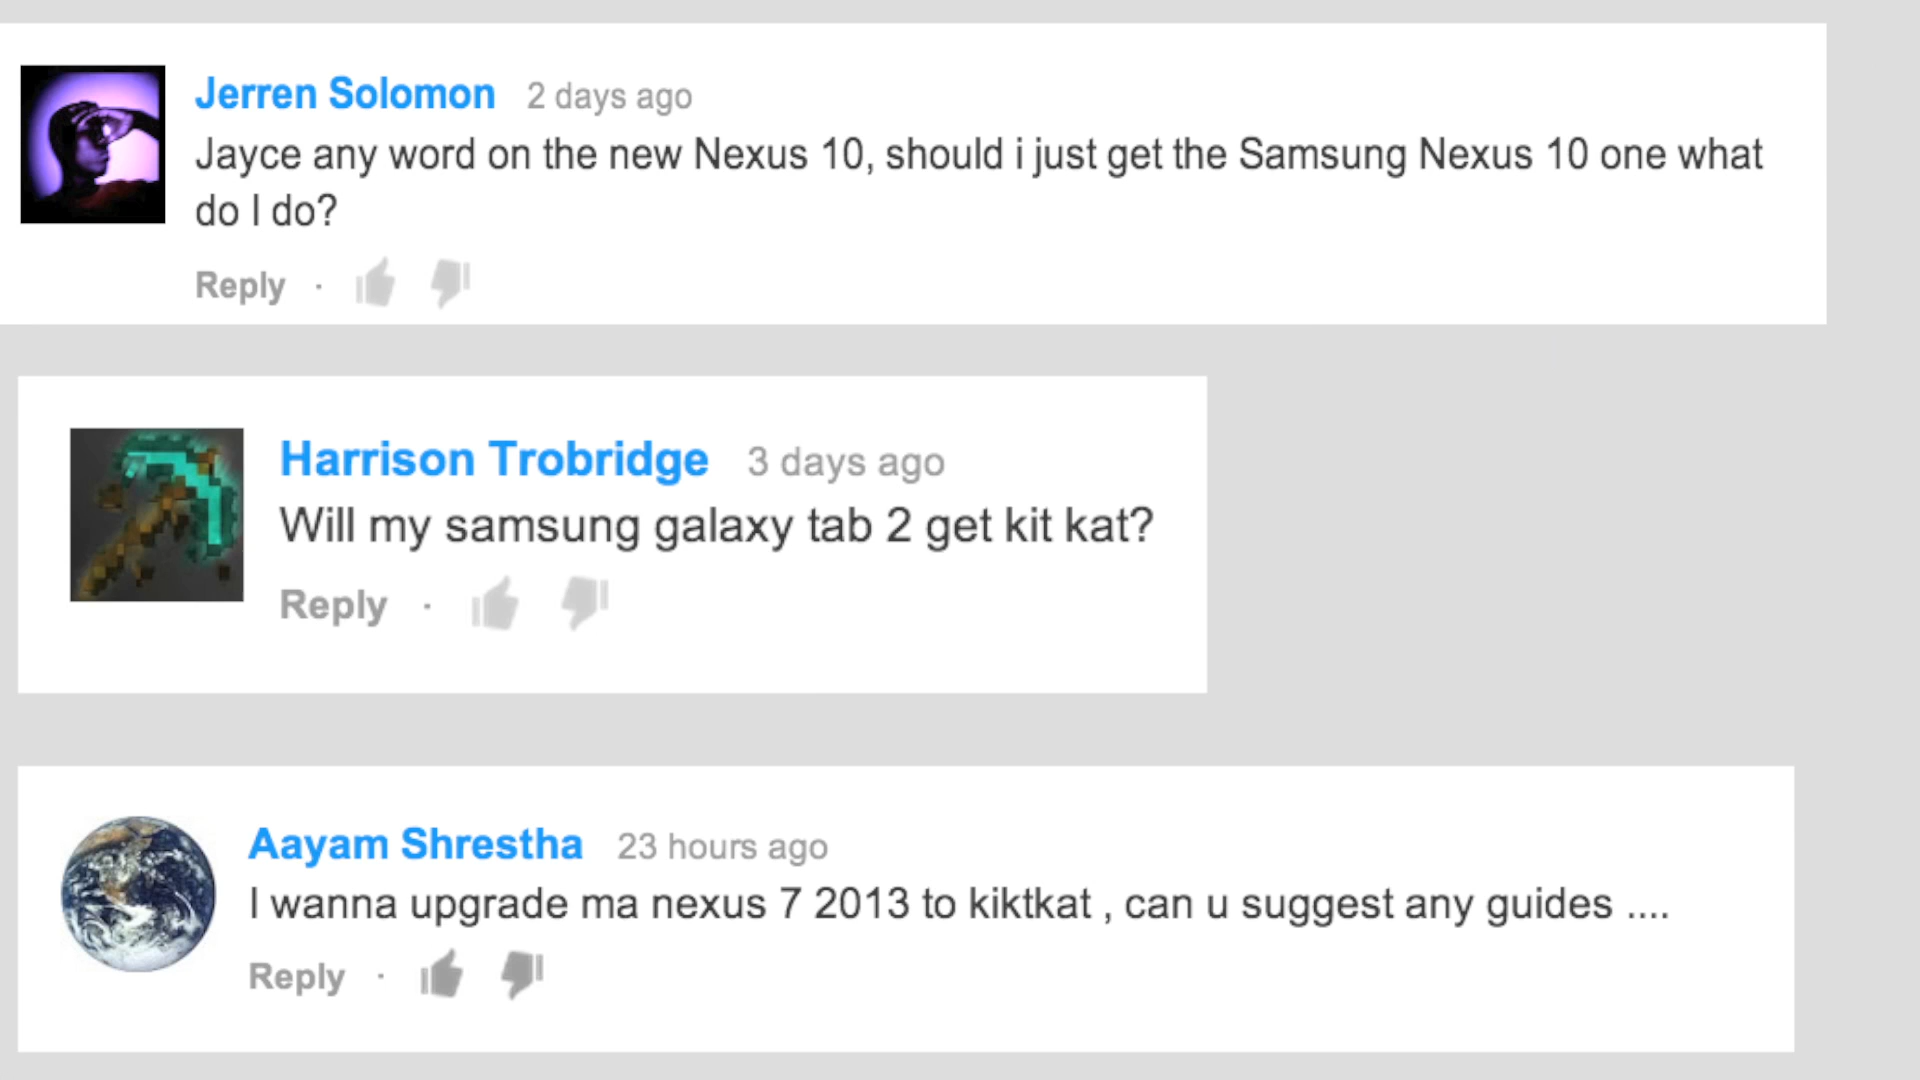 Jerren Solomon 2 days ago
Jayce any word on the new Nexus 10, should i just get the Samsung Nexus 10 one what
do I do?
Reply ·
Harrison Trobridge 3 days ago
Will my samsung galaxy tab 2 get kit kat?
Reply ·
Aayam Shrestha 23 hours ago
I wanna upgrade ma nexus 7 2013 to kiktkat , can u suggest any guides ....
Reply ·